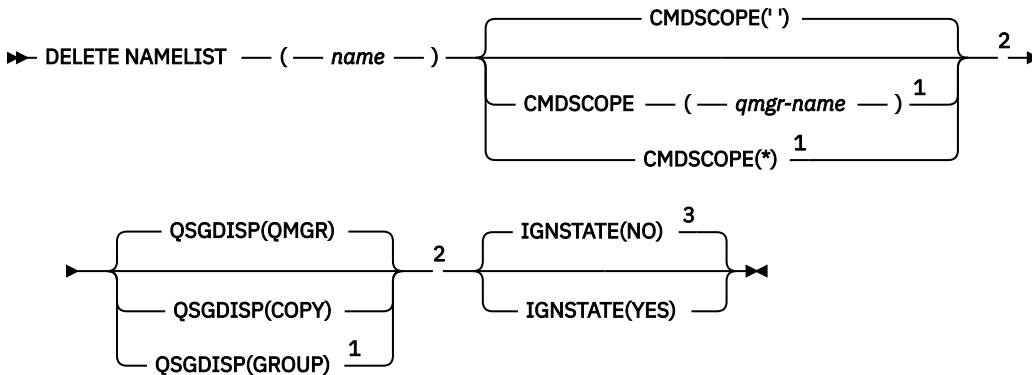 CMDSCOPE(' ')
DELETE NAMELIST ( name ) 2
CMDSCOPE ( qmgr-name ) 1
CMDSCOPE(*) 1
QSGDISP(QMGR) IGNSTATE(NO) 3
2
QSGDISP(COPY) IGNSTATE(YES)
QSGDISP(GROUP) 1